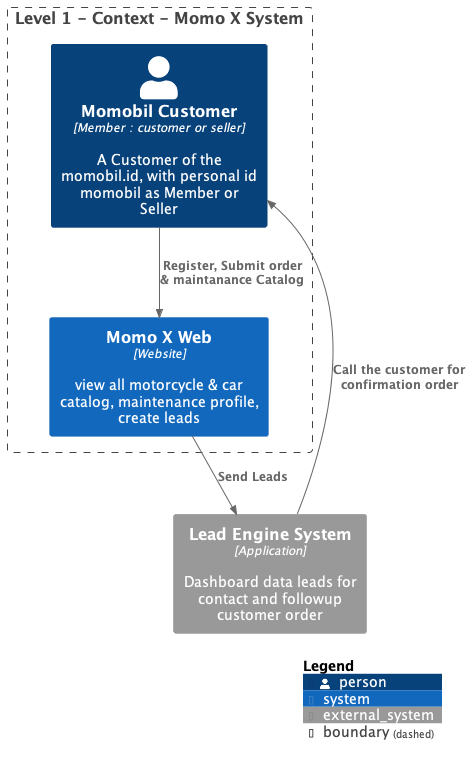 Level 1 - Context - Momo X System
Momobil Customer
[Member : customer or seller]
A Customer of the
momobil.id, with personal id
momobil as Member or
Seller
Register, Submit order
& maintanance Catalog
Momo X Web
[Website]
view all motorcycle & car
catalog, maintenance profile,
create leads
Call the customer for
confirmation order
Send Leads
Lead Engine System
[Application]
Dashboard data leads for
contact and followup
customer order
Legend
person
system
external_system
boundary (dashed)